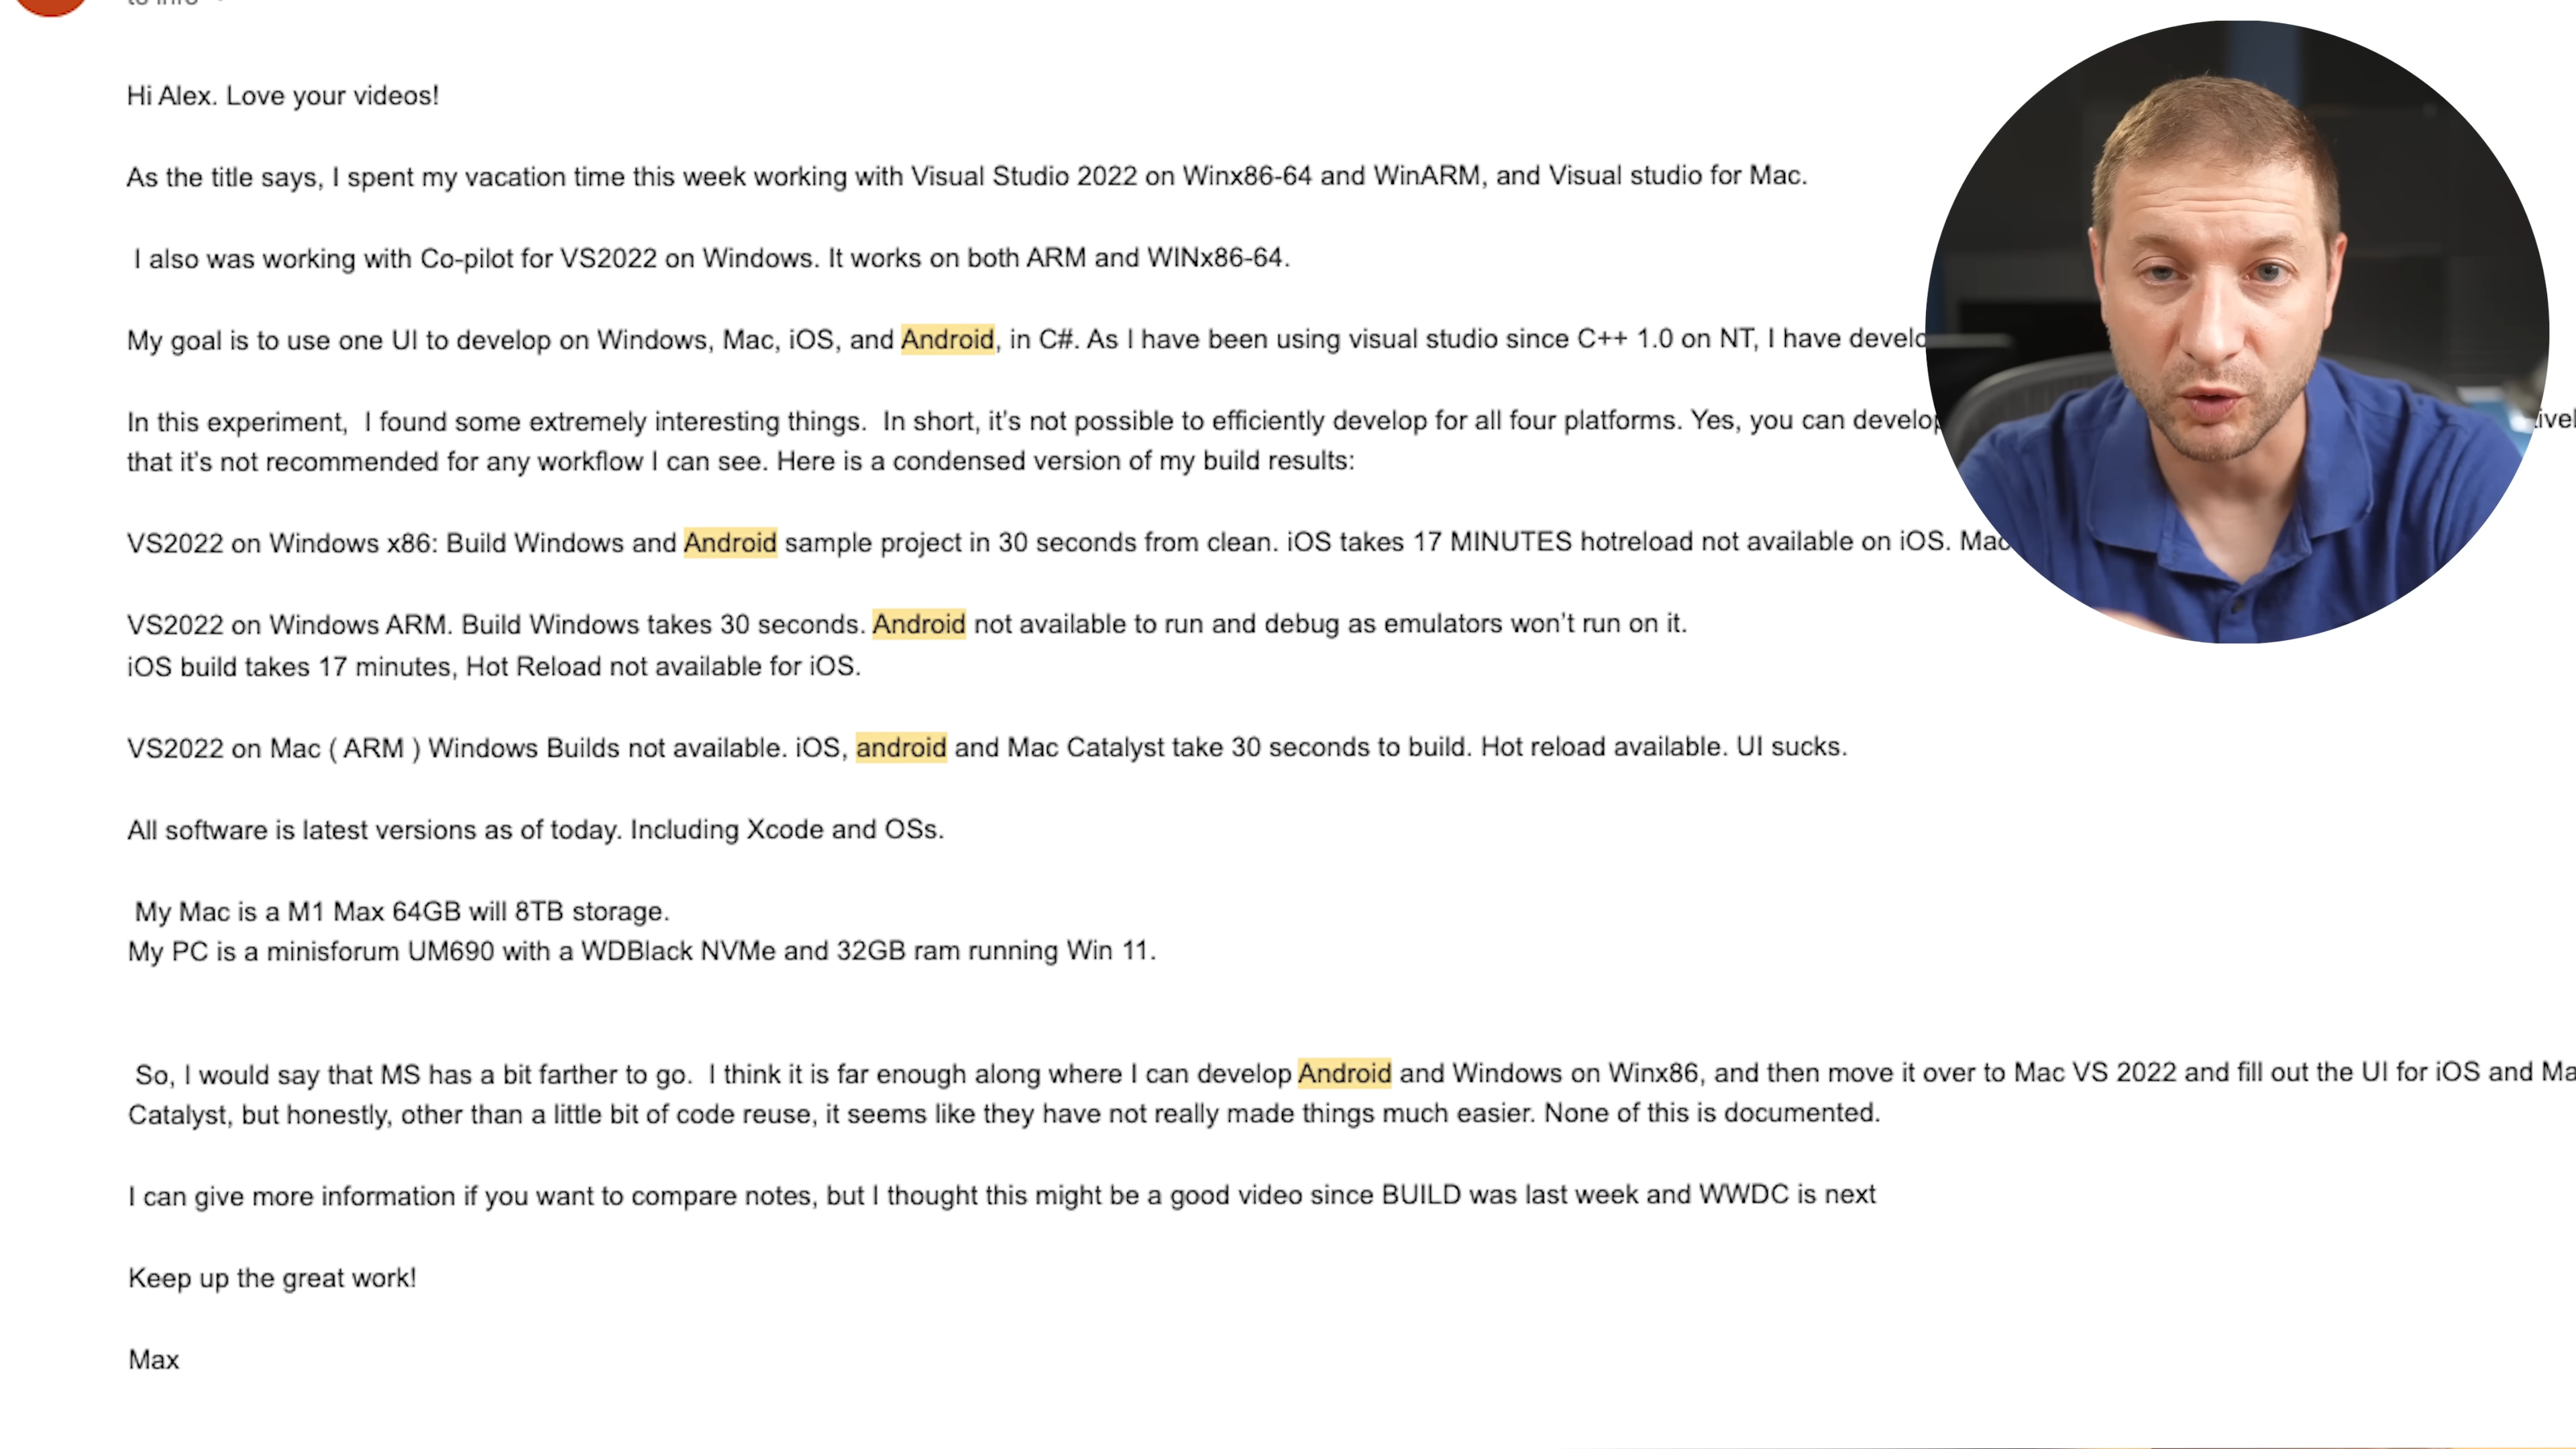 to info
Hi Alex. Love your videos!
As the title says, I spent my vacation time this week working with Visual Studio 2022 on Winx86-64 and WinARM, and Visual studio for Mac.
I also was working with Co-pilot for VS2022 on Windows. It works on both ARM and WINx86-64.
My goal is to use one UI to develop on Windows, Mac, iOS, and Android, in C#. As I have been using visual studio since C++ 1.0 on NT, I have
In this experiment, I found some extremely interesting things. In short, it's not possible to efficiently develop for all four platforms. Yes, you can develop
that it's not recommended for any workflow I can see. Here is a condensed version of my build results:
VS2022 on Windows x86: Build Windows and Android sample project in 30 seconds from clean. iOS takes 17 MINUTES hotreload not available on iOS. Mac
VS2022 on Windows ARM. Build Windows takes 30 seconds. Android not available to run and debug as emulators won't run on it.
iOS build takes 17 minutes, Hot Reload not available for iOS.
VS2022 on Mac ( ARM ) Windows Builds not available. iOS, android and Mac Catalyst take 30 seconds to build. Hot reload available. UI sucks.
All software is latest versions as of today. Including Xcode and OSs.
My Mac is a M1 Max 64GB will 8TB storage.
My PC is a minisforum UM690 with a WDBlack NVMe and 32GB ram running Win 11.
So, I would say that MS has a bit farther to go. I think it is far enough along where I can develop Android and Windows on Winx86, and then move it over to Mac VS 2022 and fill out the UI for iOS and
Catalyst, but honestly, other than a little bit of code reuse, it seems like they have not really made things much easier. None of this is documented.
I can give more information if you want to compare notes, but I thought this might be a good video since BUILD was last week and WWDC is next
Keep up the great work!
Max